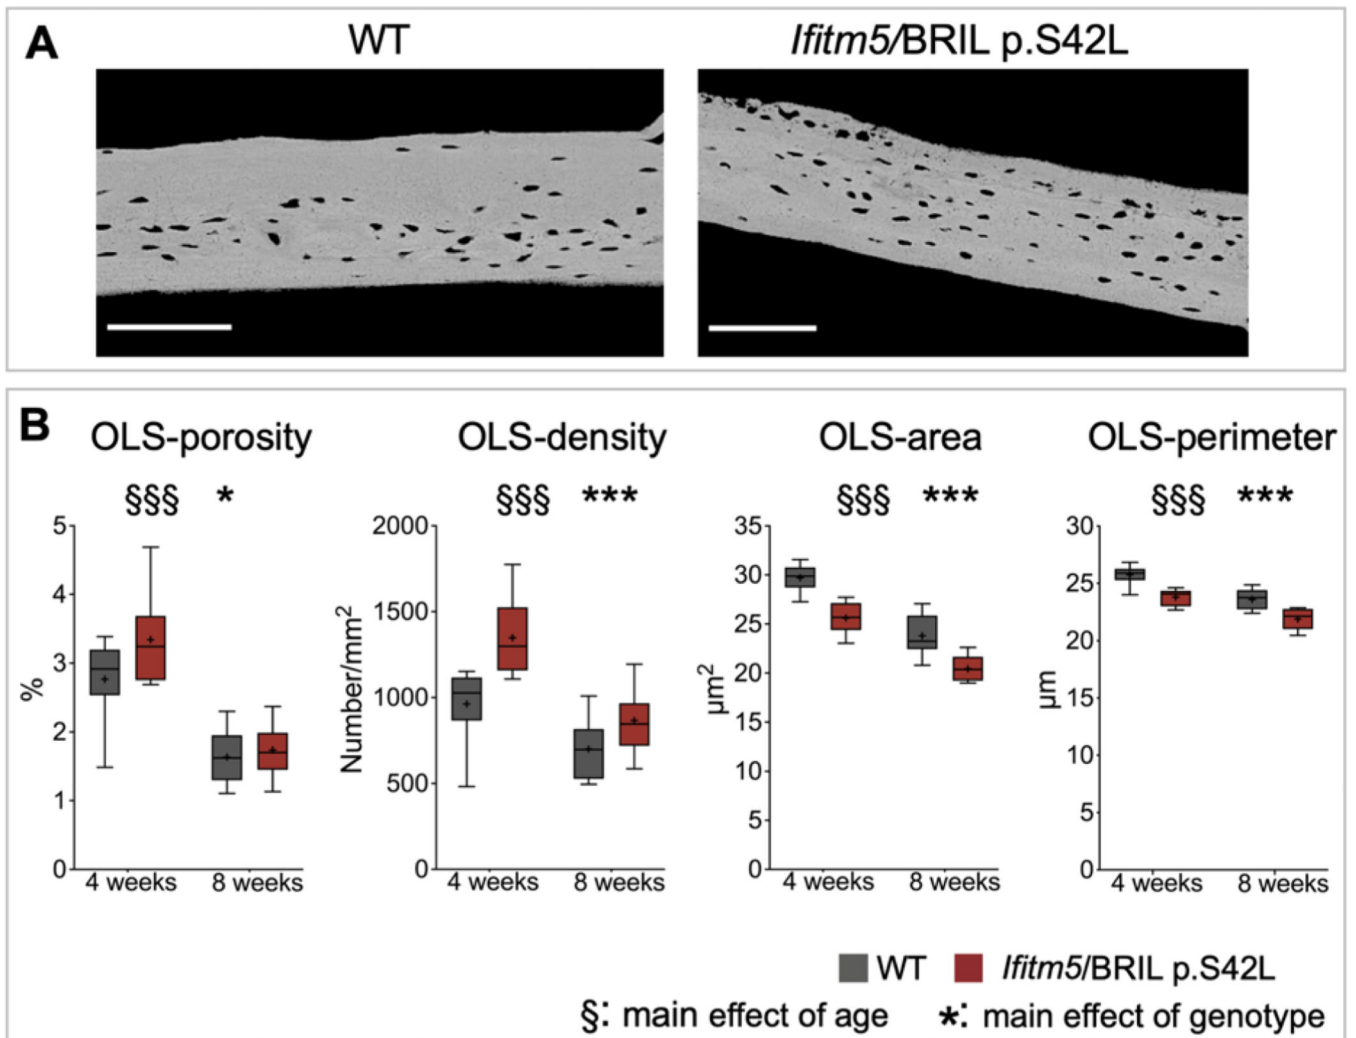 A
WT
Ifitm5/BRIL p.S42L
B
OLS-porosity
OLS-density
OLS-area
OLS-perimeter
§§§ *
§§§ ***
§§§ ***
§§§ ***
%
5
4
3
2
1
0
4 weeks
8 weeks
Number/mm²
2000
1500
1000
500
0
4 weeks
8 weeks
µm²
35
30
25
20
15
10
5
0
4 weeks
8 weeks
µm
30
25
20
15
10
5
0
4 weeks
8 weeks
WT
Ifitm5/BRIL p.S42L
§: main effect of age
*: main effect of genotype